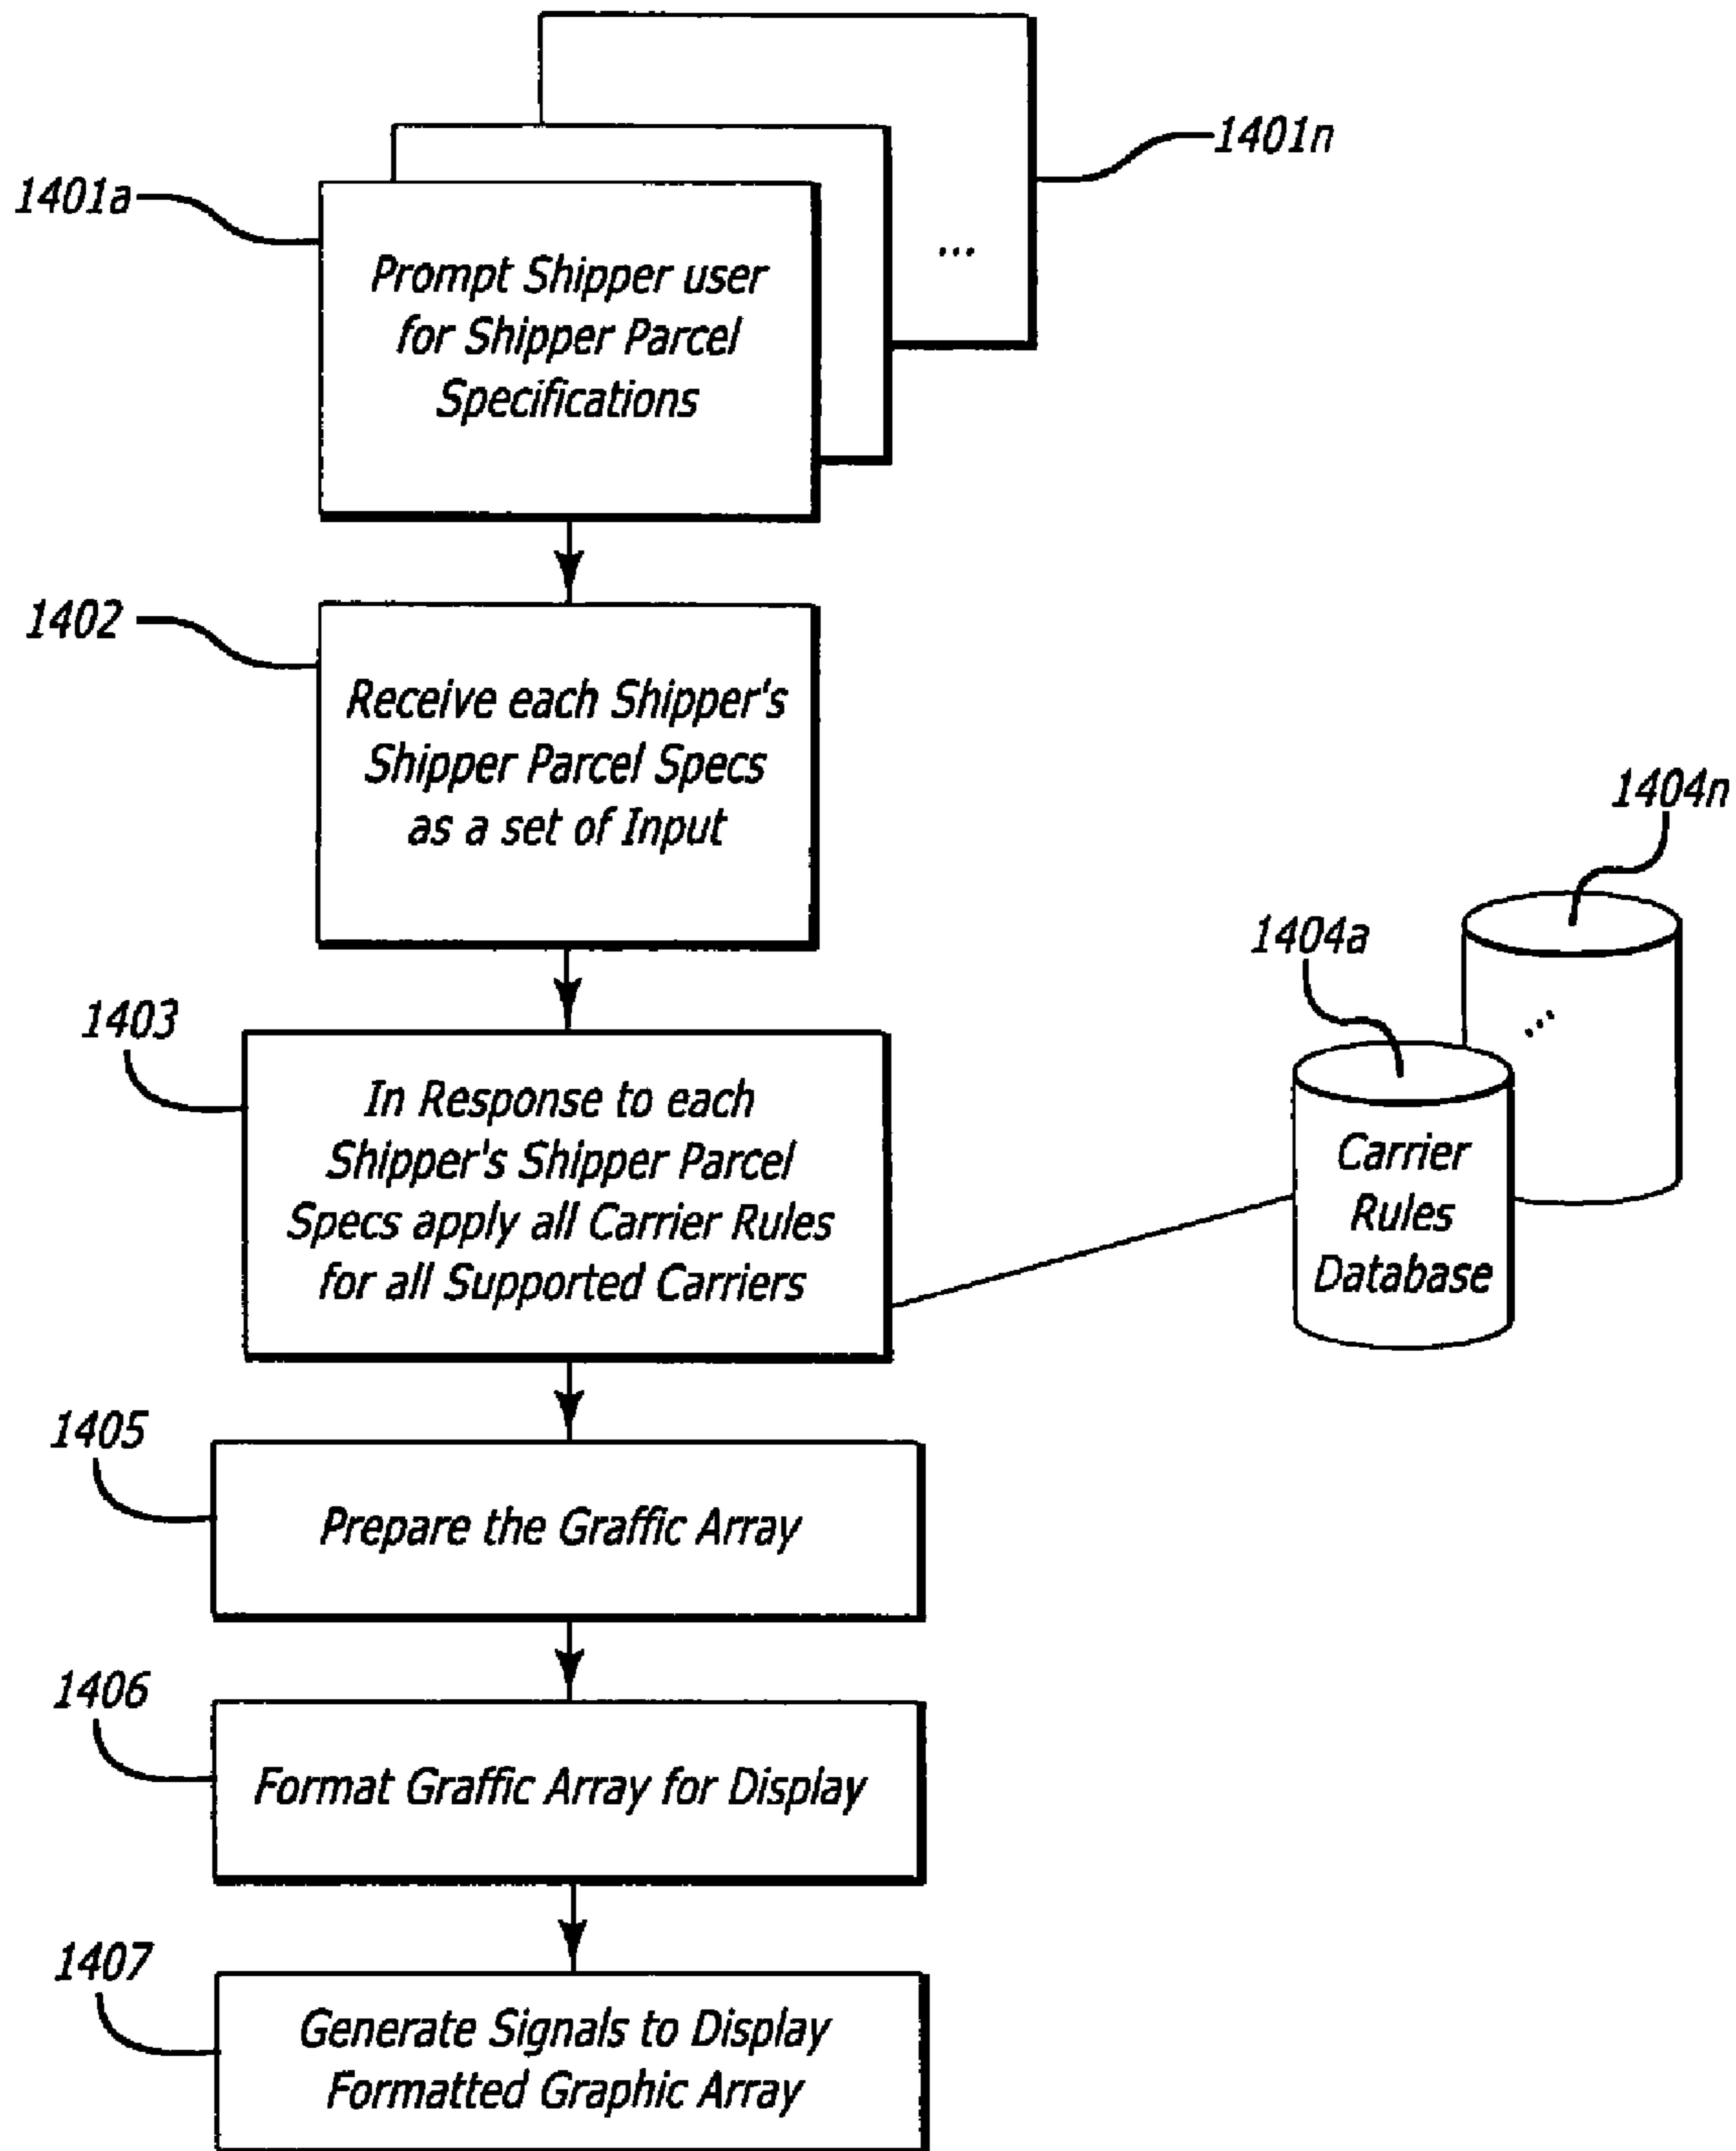 1401n
1401a
...
Prompt Shipper user
for Shipper Parcel
Specifications
1402
Receive each Shipper's
Shipper Parcel Specs
as a set of Input
1404n
1404a
...
1403
In Response to each
Shipper's Shipper Parcel
Specs apply all Carrier Rules
for all Supported Carriers
Carrier
Rules
Database
1405
Prepare the Graffic Array
1406
Format Graffic Array for Display
1407
Generate Signals to Display
Formatted Graphic Array